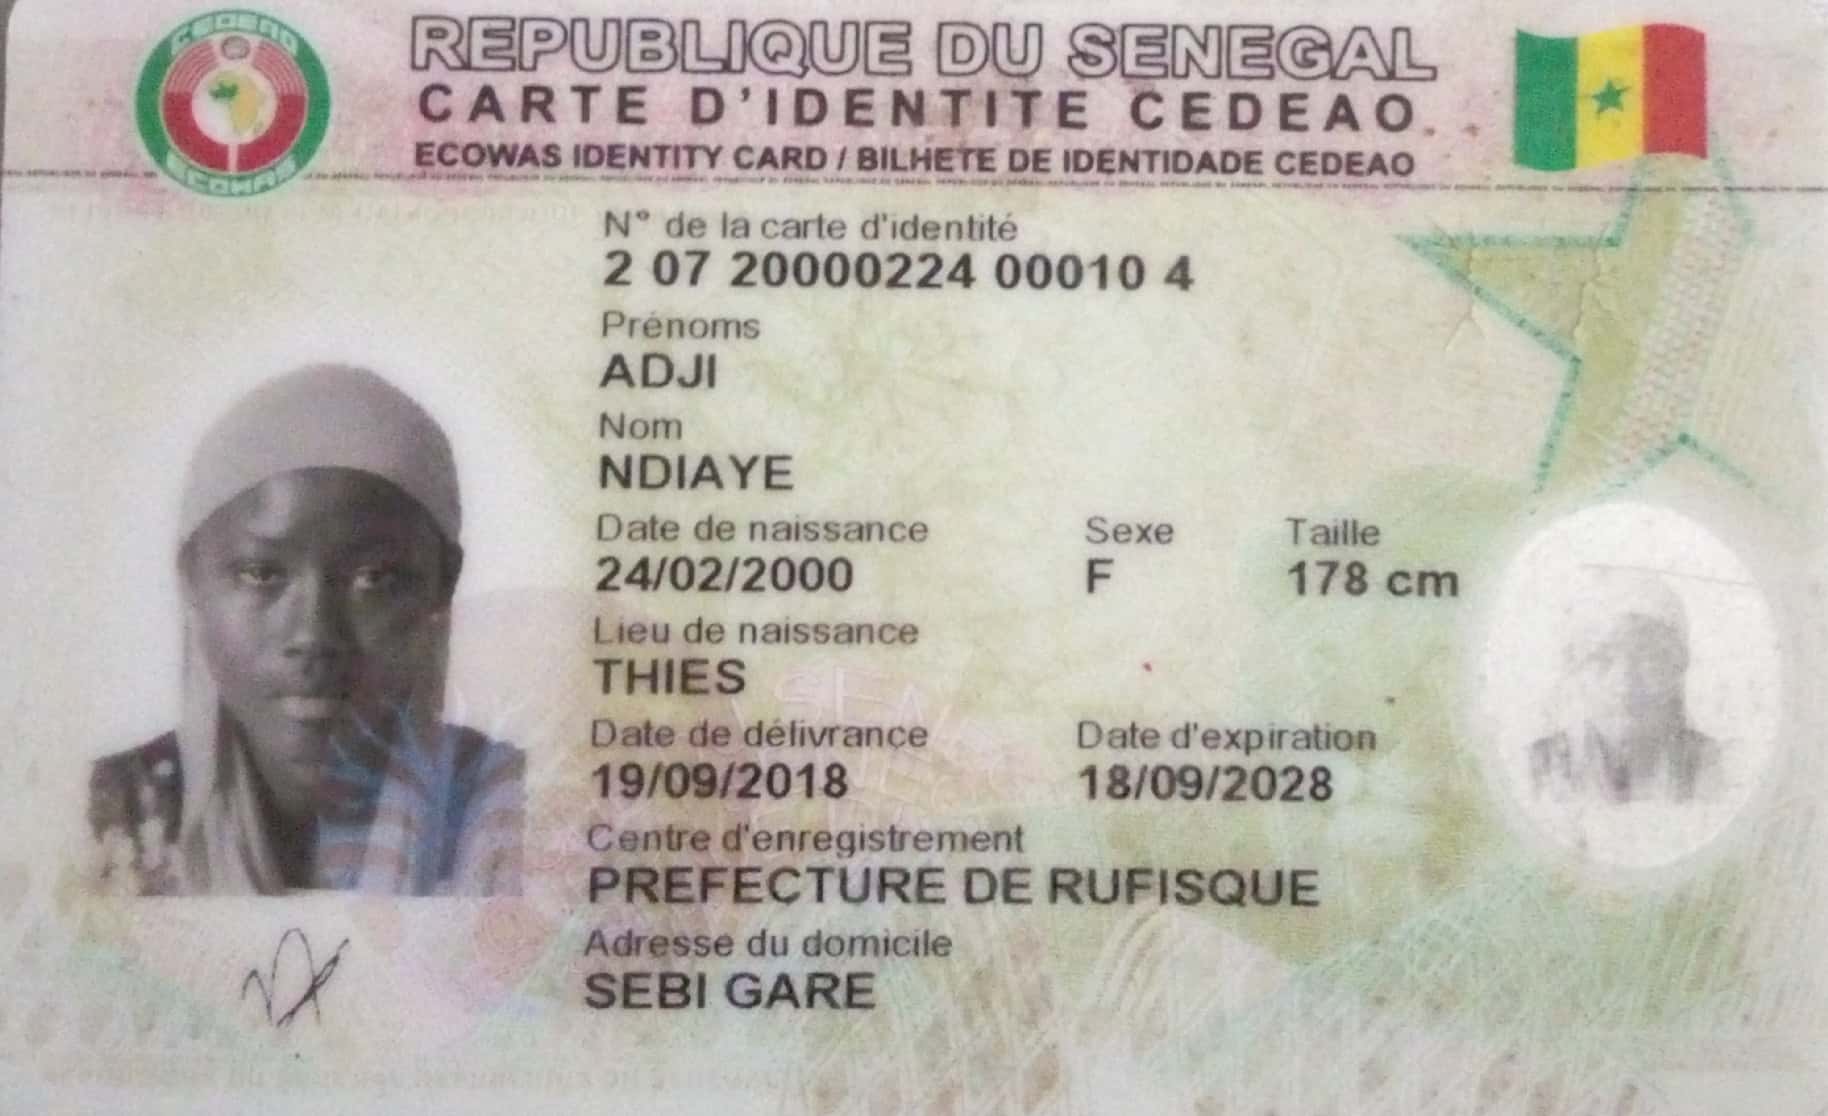 CEDEAO
REPUBLIQUE DU SENEGAL
CARTE D'IDENTITE CEDEAO
ECOWAS IDENTITY CARD / BILHETE DE IDENTIDADE CEDEAO
ECOWAS
N° de la carte d'identité
2 07 20000224 00010 4
Prénoms
ADJI
Nom
NDIAYE
Date de naissance Sexe Taille
24/02/2000 F 178 cm
Lieu de naissance
THIES
Date de délivrance Date d'expiration
19/09/2018 18/09/2028
Centre d'enregistrement
PREFECTURE DE RUFISQUE
Adresse du domicile
SEBI GARE